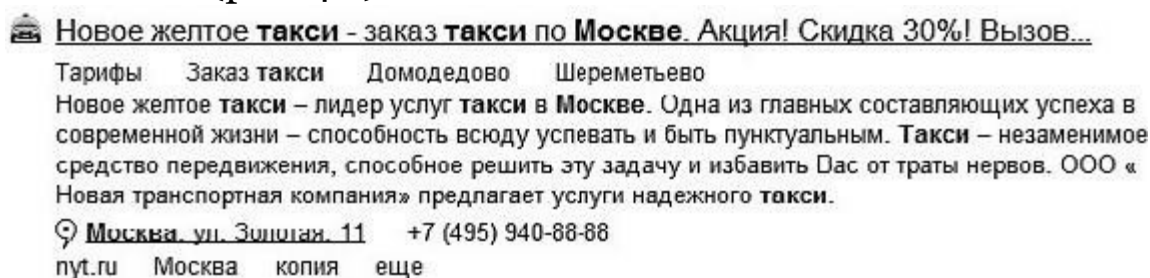 Новое желтое такси - заказ такси по Москве. Акция! Скидка 30%! Вызов...
Тарифы Заказ такси Домодедово Шереметьево
Новое желтое такси – лидер услуг такси в Москве. Одна из главных составляющих успеха в
современной жизни – способность всюду успевать и быть пунктуальным. Такси – незаменимое
средство передвижения, способное решить эту задачу и избавить Вас от траты нервов. ООО «
Новая транспортная компания» предлагает услуги надежного такси.
Москва, ул. Золотая, 11 +7 (495) 940-88-88
nyt.ru Москва копия еще